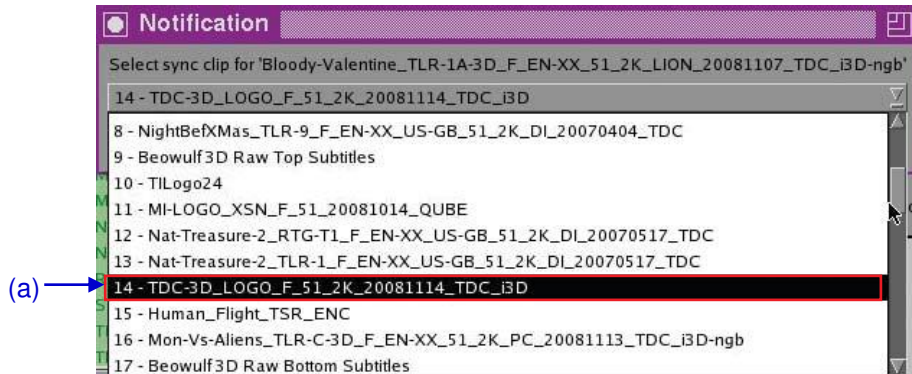 Notification
Select sync clip for 'Bloody-Valentine_TLR-1A-3D_F_EN-XX_51_2K_LION_20081107_TDC_i3D-ngb'
14 - TDC-3D_LOGO_F_51_2K_20081114_TDC_i3D
8 - NightBefXMas_TLR-9_F_EN-XX_US-GB_51_2K_DI_20070404_TDC
9 - Beowulf3D Raw Top Subtitles
10 - TILogo24
11 - MI-LOGO_XSN_F_51_20081014_QUBE
12 - Nat-Treasure-2_RTG-T1_F_EN-XX_US-GB_51_2K_DI_20070517_TDC
13 - Nat-Treasure-2_TLR-1_F_EN-XX_US-GB_51_2K_DI_20070517_TDC
(a)
14 - TDC-3D_LOGO_F_51_2K_20081114_TDC_i3D
15 - Human_Flight_TSR_ENC
16 - Mon-Vs-Aliens_TLR-C-3D_F_EN-XX_51_2K_PC_20081113_TDC_i3D-ngb
17 - Beowulf3D Raw Bottom Subtitles